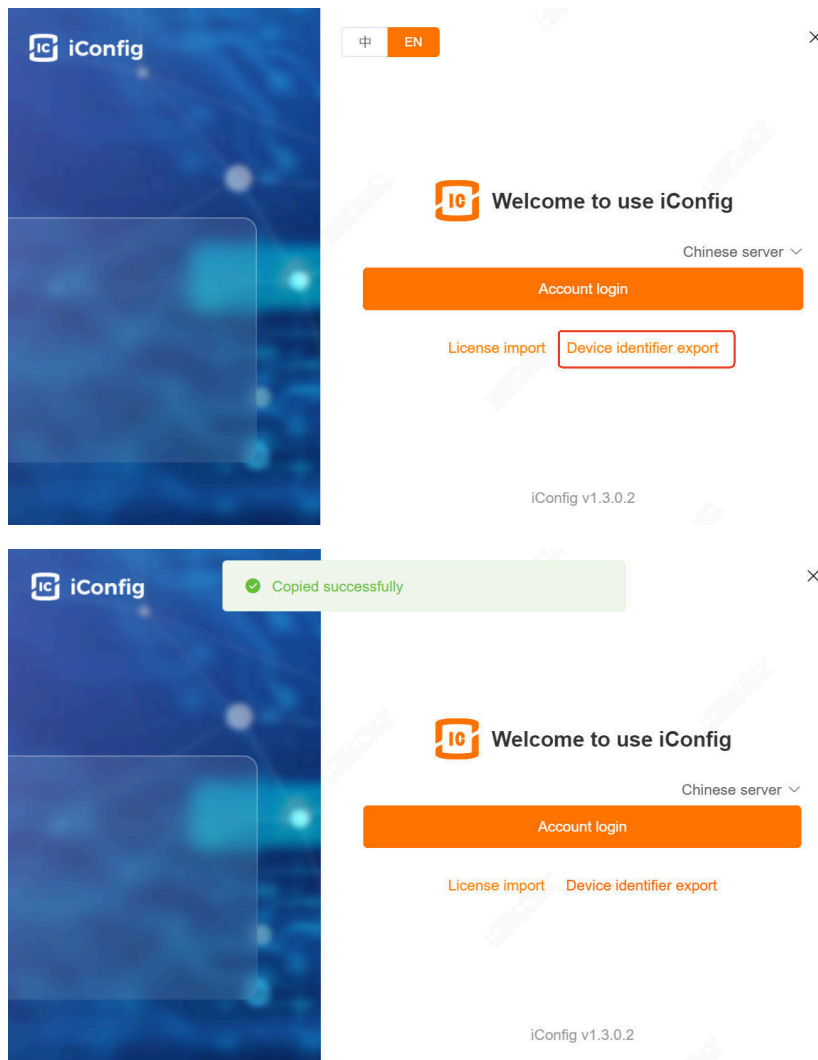 iConfig
中 EN
Welcome to use iConfig
Chinese server
Account login
License import Device identifier export
iConfig v1.3.0.2
iConfig
Copied successfully
Welcome to use iConfig
Chinese server
Account login
License import Device identifier export
iConfig v1.3.0.2